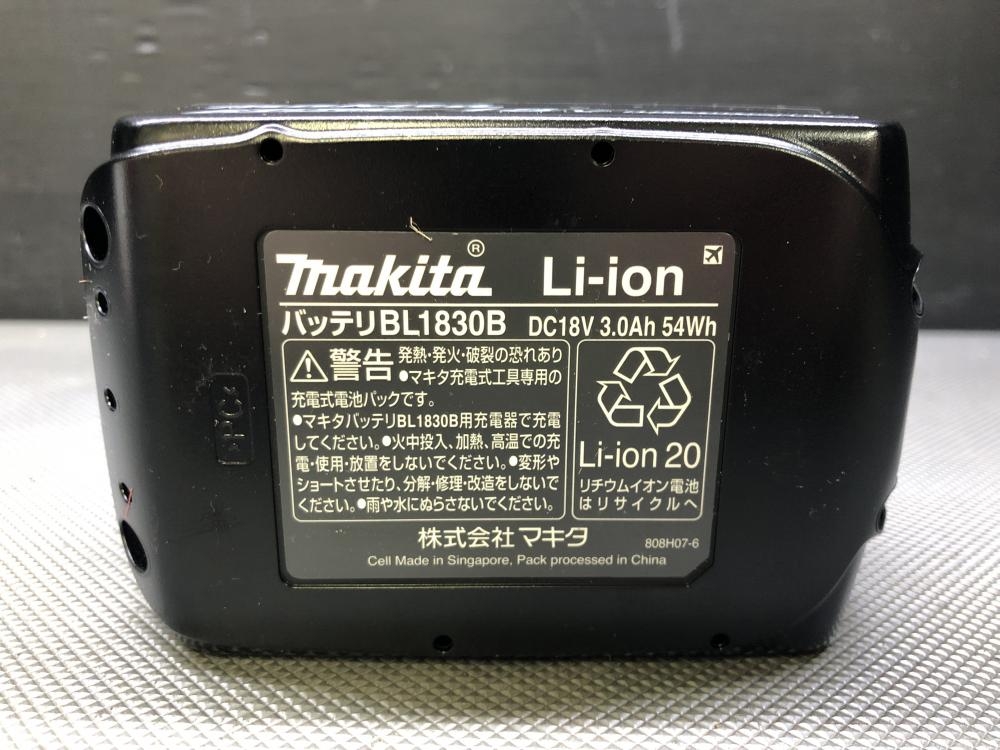 makita® Li-ion
バッテリBL1830B DC18V 3.0Ah 54Wh
警告 発熱・発火・破裂の恐れあり
●マキタ充電式工具専用の
充電式電池パックです。
●マキタバッテリBL1830B用充電器で充電
してください。●火中投入、加熱、高温での充
電・使用・放置をしないでください。●変形や
ショートさせたり、分解・修理・改造をしないで
ください。●雨や水にぬらさないでください。
Li-ion 20
リチウムイオン電池
はリサイクルへ
株式会社マキタ 808H07-6
Cell Made in Singapore, Pack processed in China